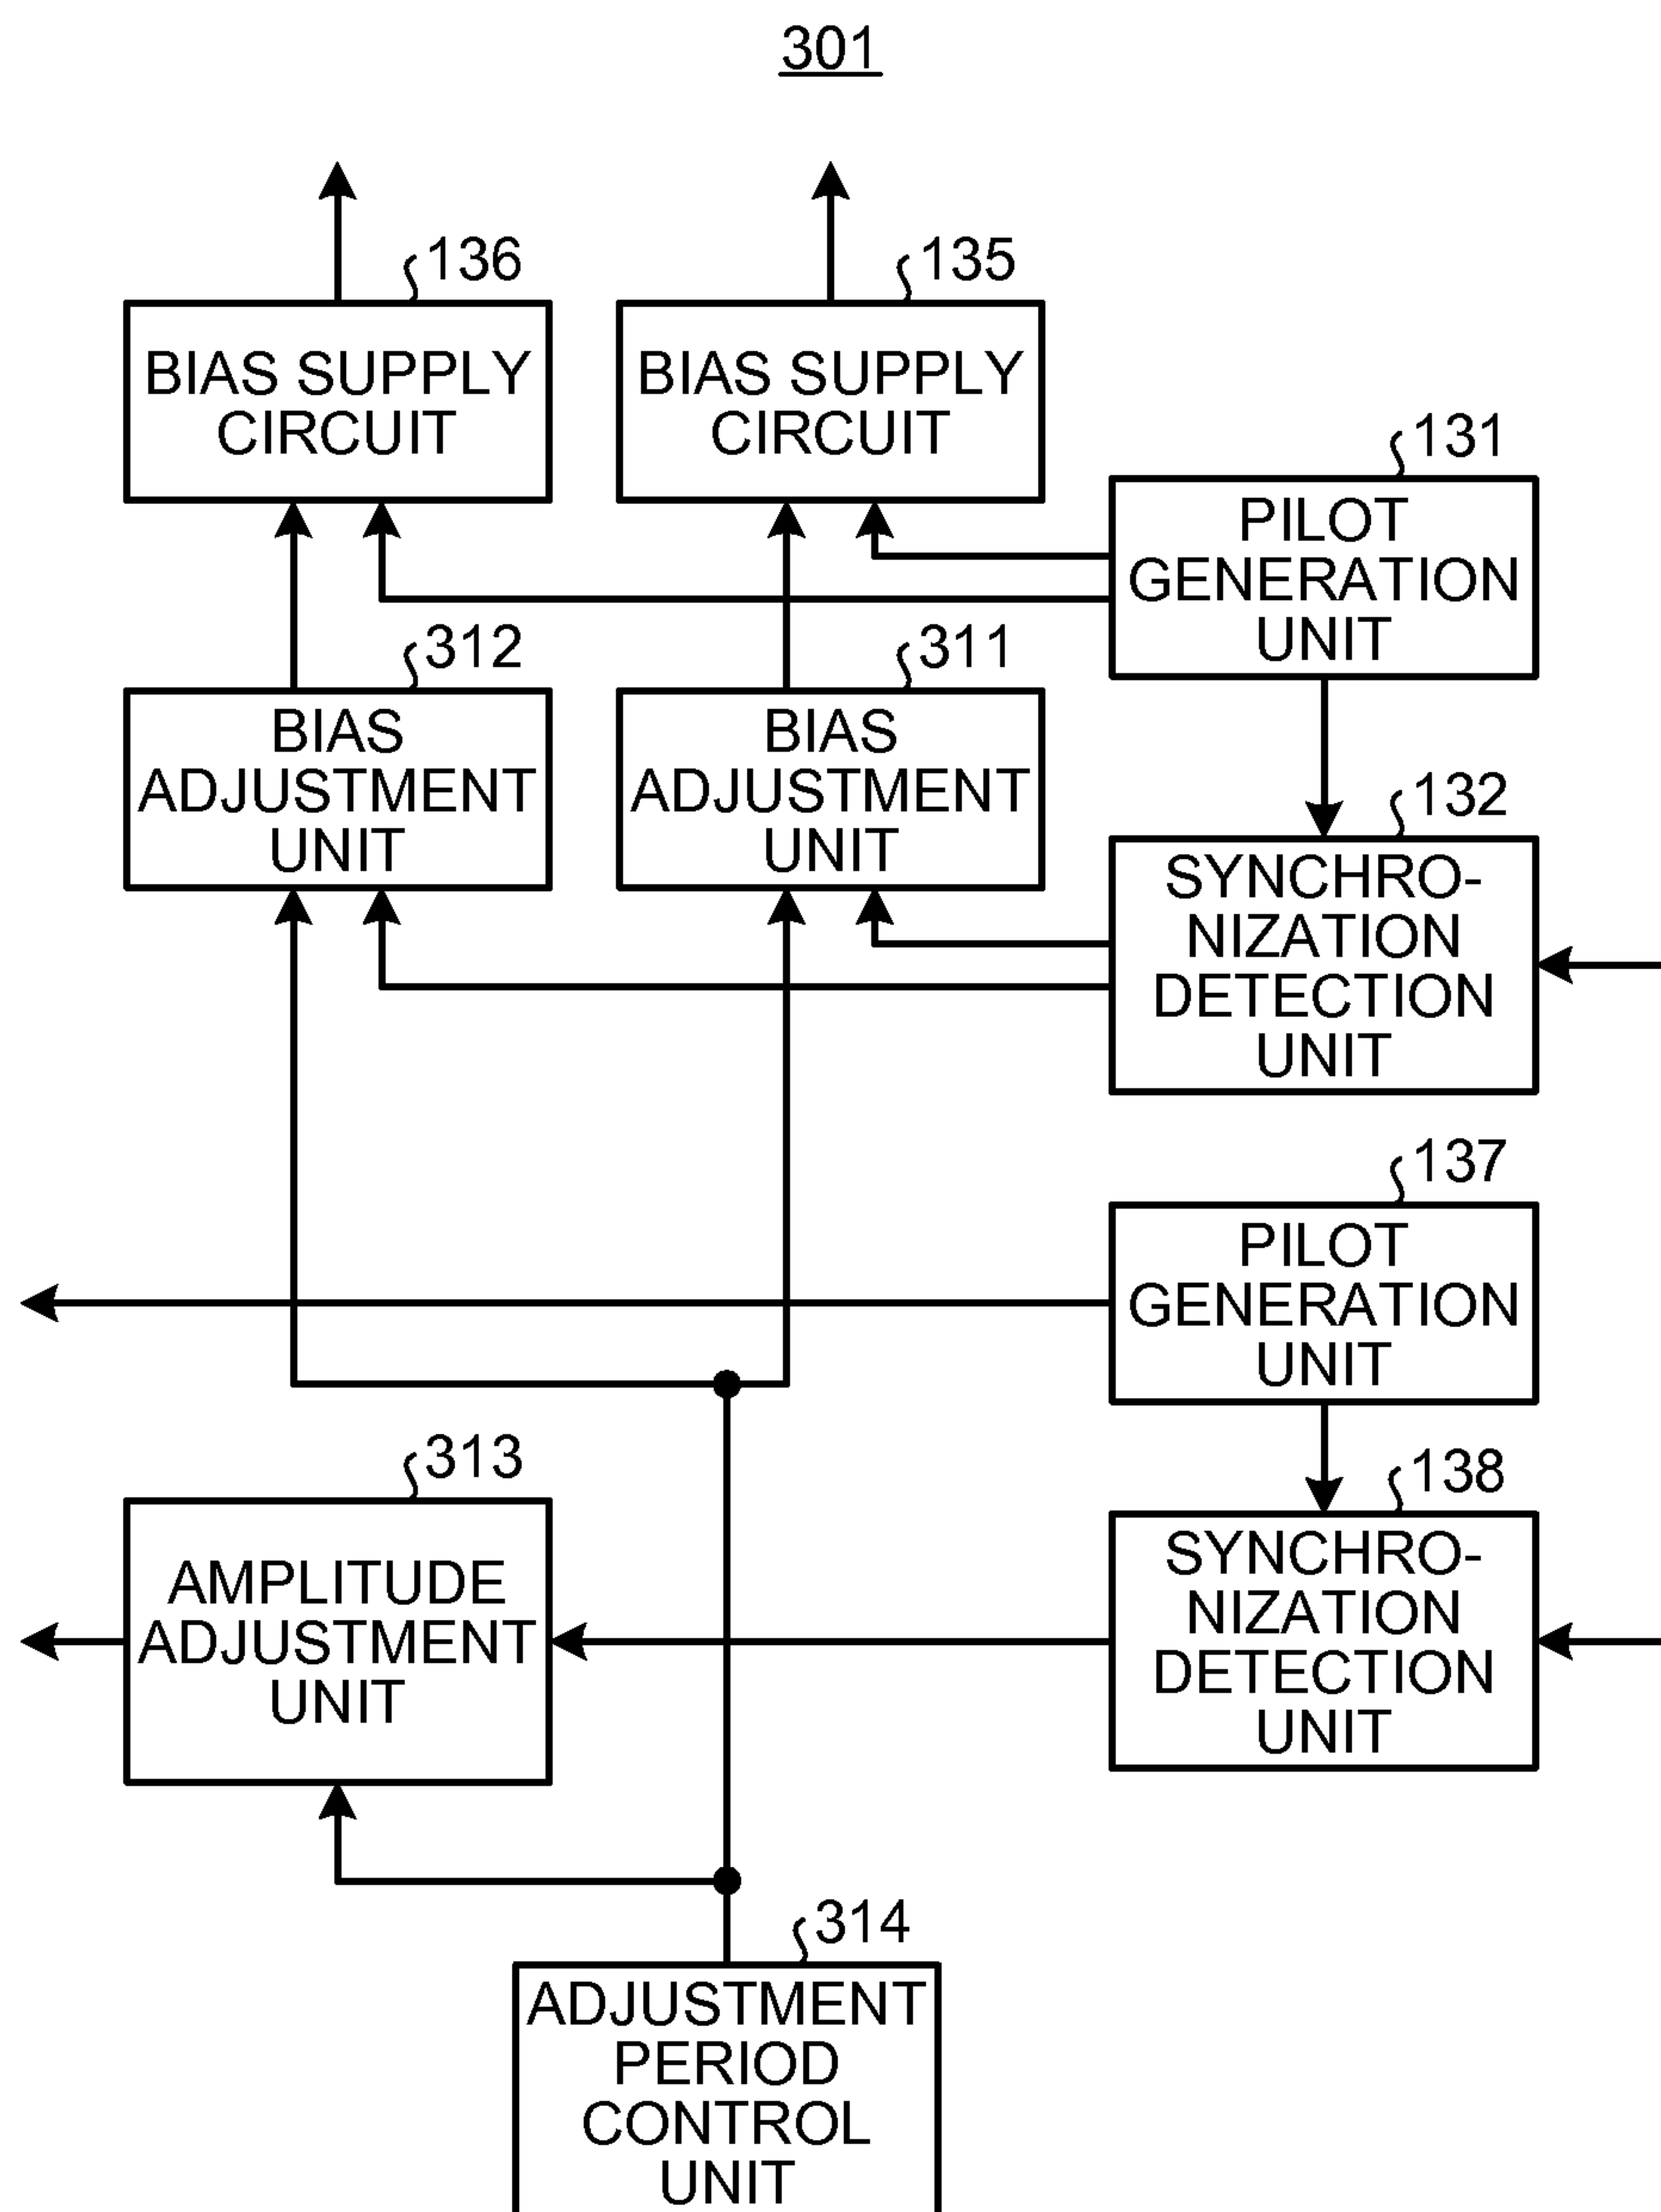 301
136
BIAS SUPPLY
CIRCUIT
135
BIAS SUPPLY
CIRCUIT
131
PILOT
GENERATION
UNIT
312
BIAS
ADJUSTMENT
UNIT
311
BIAS
ADJUSTMENT
UNIT
132
SYNCHRO-
NIZATION
DETECTION
UNIT
137
PILOT
GENERATION
UNIT
313
AMPLITUDE
ADJUSTMENT
UNIT
138
SYNCHRO-
NIZATION
DETECTION
UNIT
314
ADJUSTMENT
PERIOD
CONTROL
UNIT